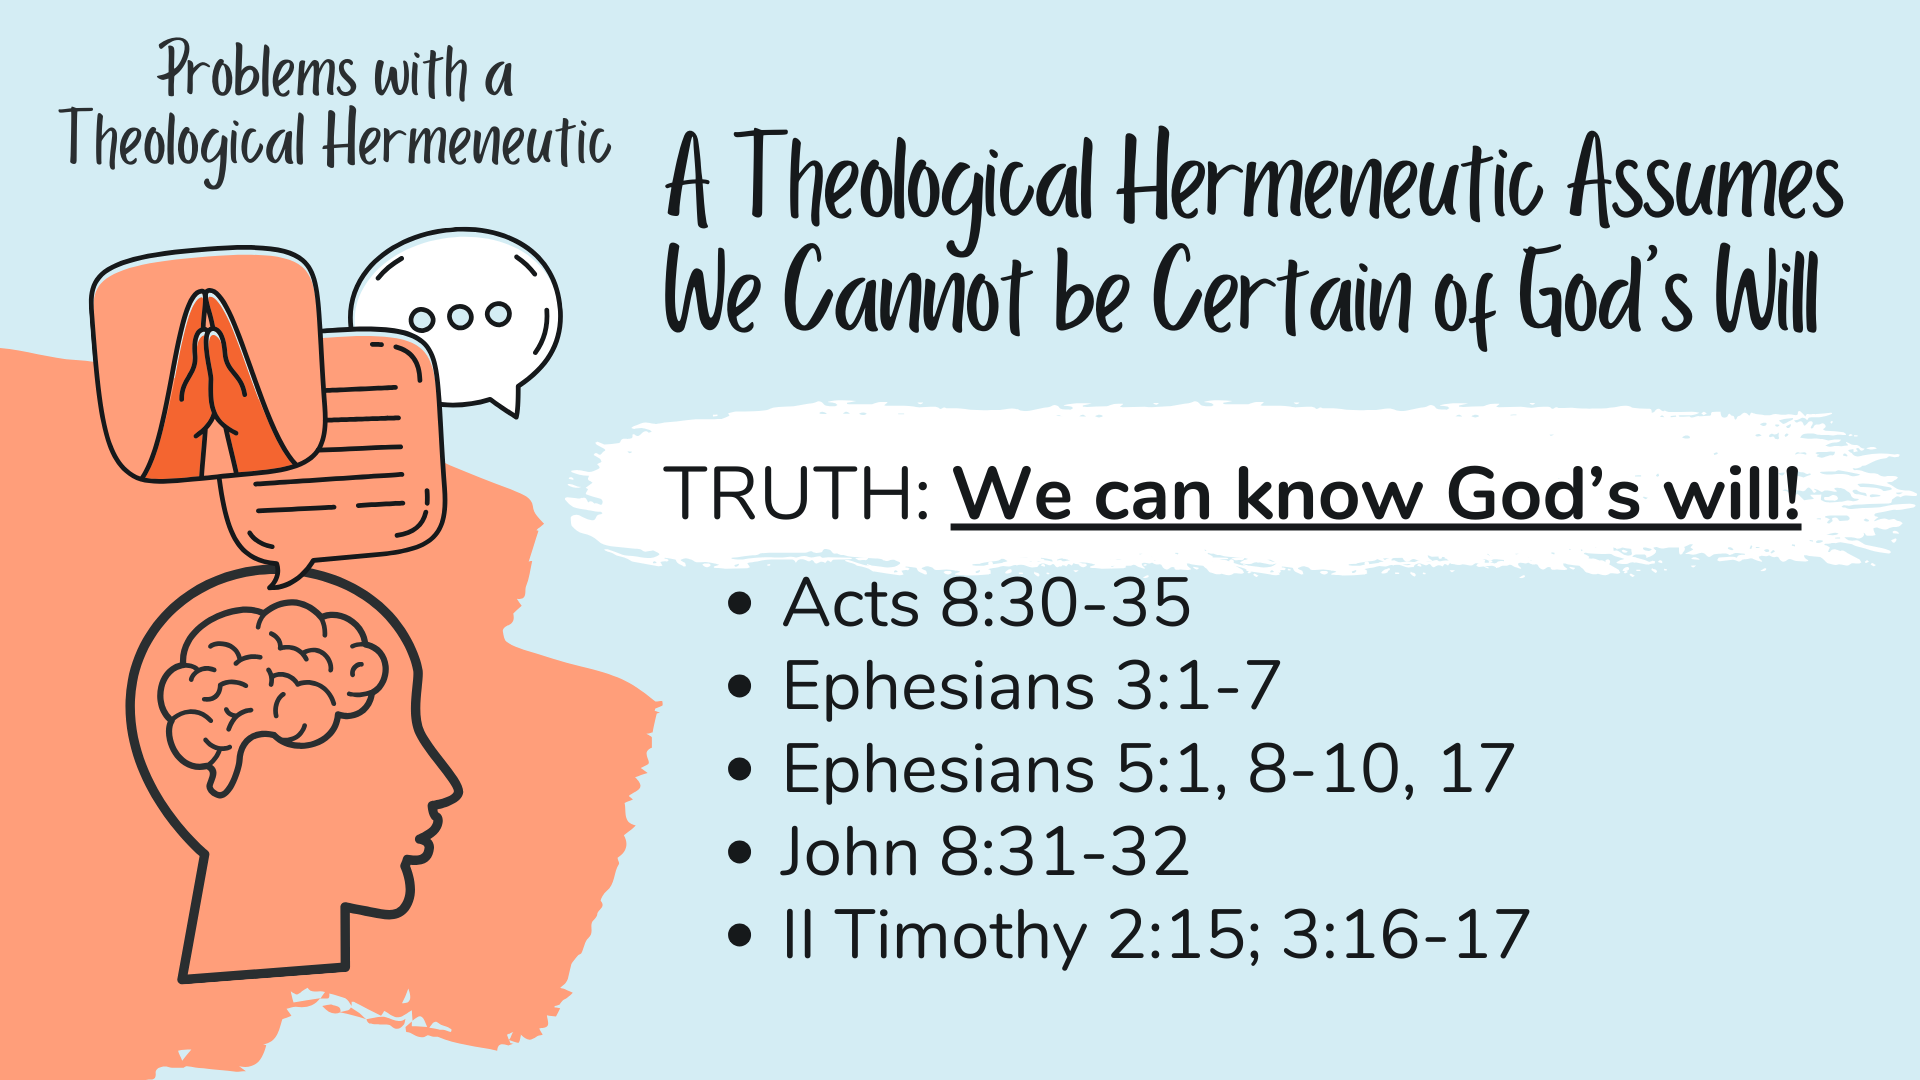 Problems with a
Theological Hermeneutic
A Theological Hermeneutic Assumes
We Cannot be Certain of God's Will
TRUTH: We can know God's will!
• Acts 8:30-35
• Ephesians 3:1-7
• Ephesians 5:1, 8-10, 17
• John 8:31-32
• II Timothy 2:15; 3:16-17